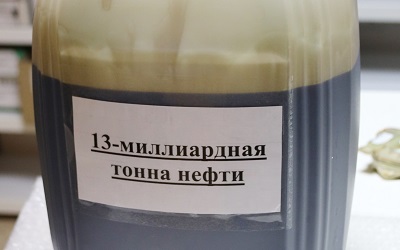 13-миллиардная
тонна нефти